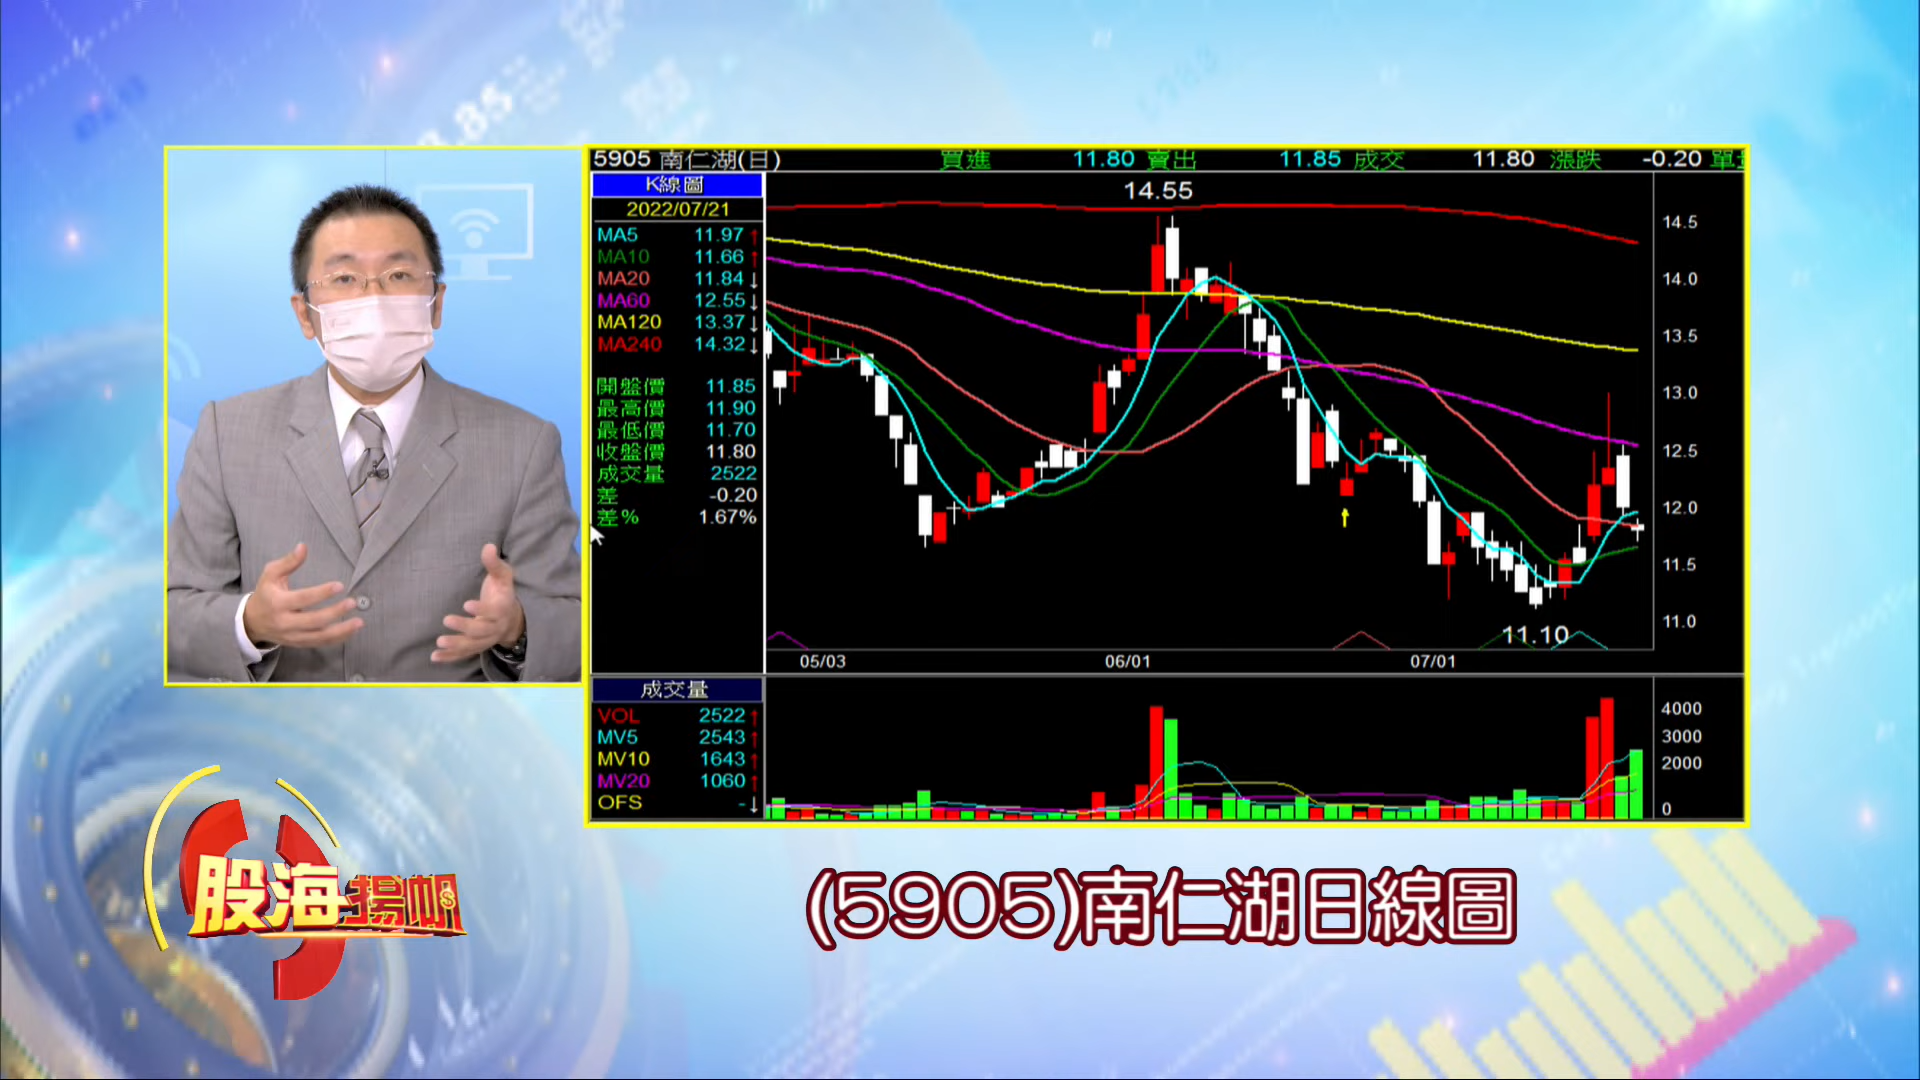 5905 南仁湖(日) 買進 11.80 賣出 11.85 成交 11.80 漲跌 -0.20 單量
K線圖
2022/07/21
MA5 11.97↑
MA10 11.66↑
MA20 11.84↓
MA60 12.55↓
MA120 13.37↓
MA240 14.32↓
開盤價 11.85
最高價 11.90
最低價 11.70
收盤價 11.80
成交量 2522
差 -0.20
差% 1.67%
14.55
11.10
14.5
14.0
13.5
13.0
12.5
12.0
11.5
11.0
05/03 06/01 07/01
成交量
VOL 2522↑
MV5 2543↑
MV10 1643↑
MV20 1060↑
OFS -↓
4000
3000
2000
0
股海揚帆
(5905)南仁湖日線圖